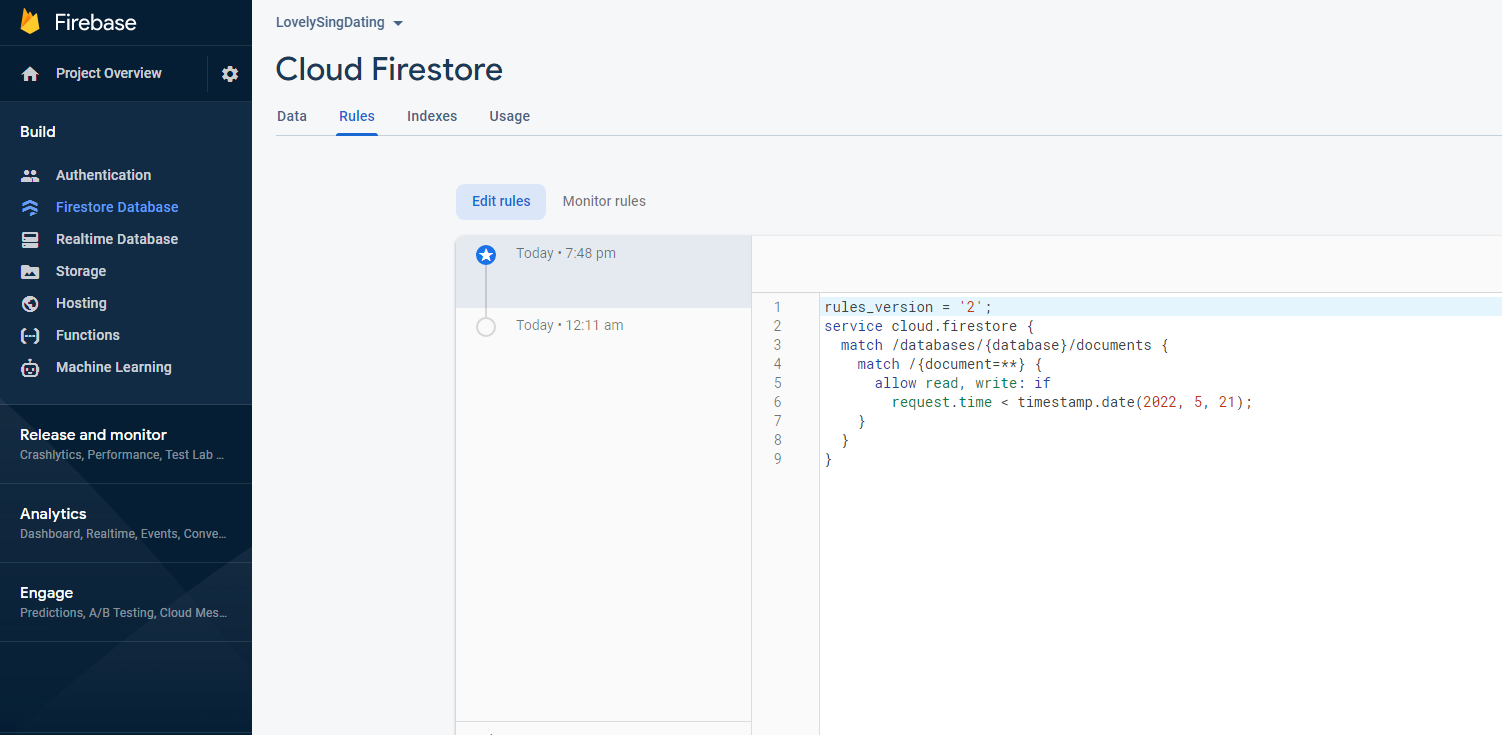 Firebase
Project Overview
Build
Authentication
Firestore Database
Realtime Database
Storage
Hosting
Functions
Machine Learning
Release and monitor
Crashlytics, Performance, Test Lab ...
Analytics
Dashboard, Realtime, Events, Conve...
Engage
Predictions, A/B Testing, Cloud Mes...
LovelySingDating
Cloud Firestore
Data Rules Indexes Usage
Edit rules Monitor rules
Today • 7:48 pm
Today • 12:11 am
1 rules_version = '2';
2 service cloud.firestore {
3   match /databases/{database}/documents {
4     match /{document=**} {
5       allow read, write: if
6         request.time < timestamp.date(2022, 5, 21);
7     }
8   }
9 }